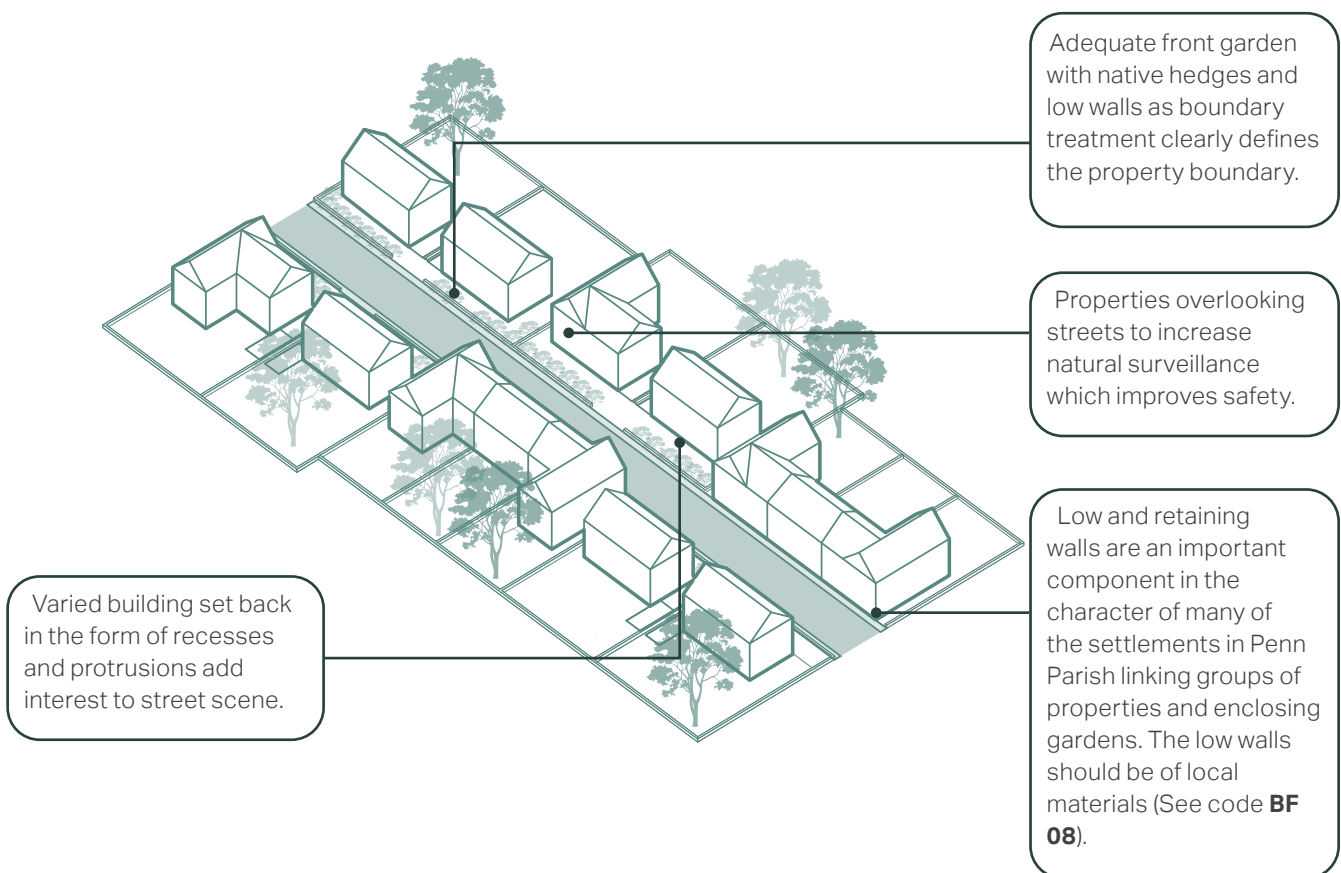 Adequate front garden
with native hedges and
low walls as boundary
treatment clearly defines
the property boundary.
Properties overlooking
streets to increase
natural surveillance
which improves safety.
Low and retaining
walls are an important
component in the
character of many of
the settlements in Penn
Parish linking groups of
properties and enclosing
gardens. The low walls
should be of local
materials (See code BF
08).
Varied building set back
in the form of recesses
and protrusions add
interest to street scene.